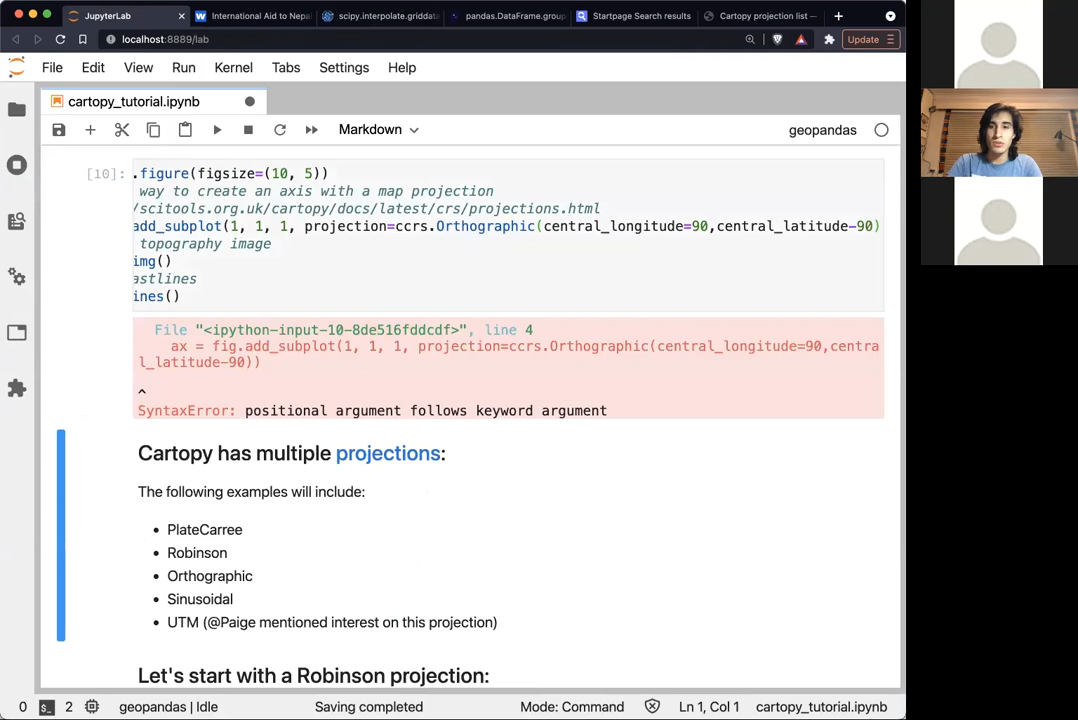 JupyterLab
International Aid to Nepa
scipy.interpolate.griddat
pandas.DataFrame.group
Startpage Search results
Cartopy projection list —
localhost:8889/lab
Update
File Edit View Run Kernel Tabs Settings Help
cartopy_tutorial.ipynb
Markdown
geopandas
[10]: .figure(figsize=(10, 5))
way to create an axis with a map projection
/scitools.org.uk/cartopy/docs/latest/crs/projections.html
add_subplot(1, 1, 1, projection=ccrs.Orthographic(central_longitude=90,central_latitude-90)
topography image
img()
astlines
ines()
File "<ipython-input-10-8de516fddcdf>", line 4
ax = fig.add_subplot(1, 1, 1, projection=ccrs.Orthographic(central_longitude=90,centra
l_latitude-90))
^
SyntaxError: positional argument follows keyword argument
Cartopy has multiple projections:
The following examples will include:
• PlateCarree
• Robinson
• Orthographic
• Sinusoidal
• UTM (@Paige mentioned interest on this projection)
Let's start with a Robinson projection:
0 2 geopandas | Idle Saving completed Mode: Command Ln 1, Col 1 cartopy_tutorial.ipynb